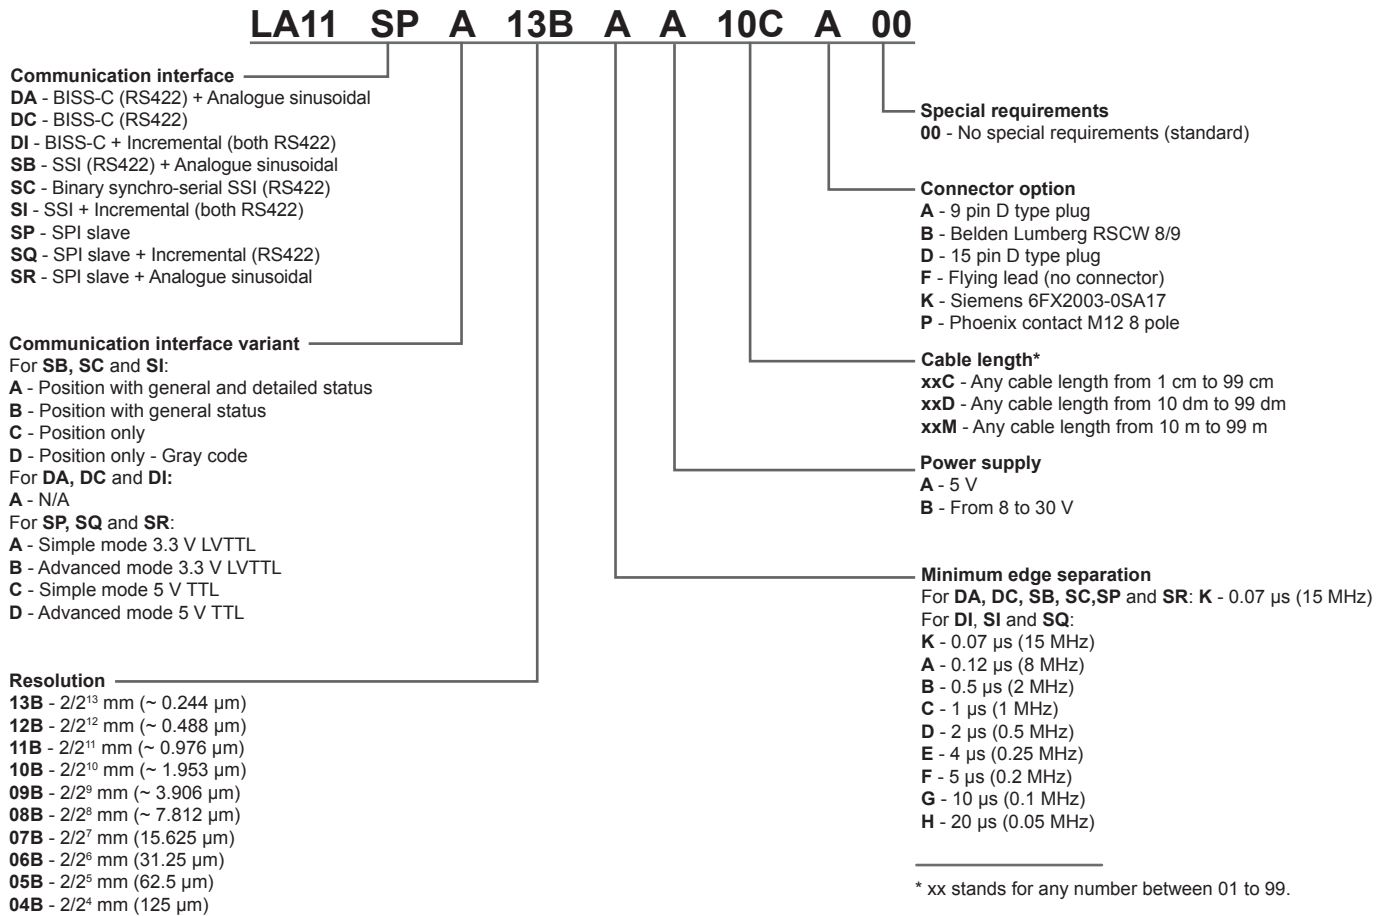 LA11 SP A 13B A A 10C A 00
Communication interface
DA - BISS-C (RS422) + Analogue sinusoidal
DC - BISS-C (RS422)
DI - BISS-C + Incremental (both RS422)
SB - SSI (RS422) + Analogue sinusoidal
SC - Binary synchro-serial SSI (RS422)
SI - SSI + Incremental (both RS422)
SP - SPI slave
SQ - SPI slave + Incremental (RS422)
SR - SPI slave + Analogue sinusoidal
Communication interface variant
For SB, SC and SI:
A - Position with general and detailed status
B - Position with general status
C - Position only
D - Position only - Gray code
For DA, DC and DI:
A - N/A
For SP, SQ and SR:
A - Simple mode 3.3 V LVTTL
B - Advanced mode 3.3 V LVTTL
C - Simple mode 5 V TTL
D - Advanced mode 5 V TTL
Resolution
13B - 2/2¹³ mm (~ 0.244 µm)
12B - 2/2¹² mm (~ 0.488 µm)
11B - 2/2¹¹ mm (~ 0.976 µm)
10B - 2/2¹⁰ mm (~ 1.953 µm)
09B - 2/2⁹ mm (~ 3.906 µm)
08B - 2/2⁸ mm (~ 7.812 µm)
07B - 2/2⁷ mm (15.625 µm)
06B - 2/2⁶ mm (31.25 µm)
05B - 2/2⁵ mm (62.5 µm)
04B - 2/2⁴ mm (125 µm)
Special requirements
00 - No special requirements (standard)
Connector option
A - 9 pin D type plug
B - Belden Lumberg RSCW 8/9
D - 15 pin D type plug
F - Flying lead (no connector)
K - Siemens 6FX2003-0SA17
P - Phoenix contact M12 8 pole
Cable length*
xxC - Any cable length from 1 cm to 99 cm
xxD - Any cable length from 10 dm to 99 dm
xxM - Any cable length from 10 m to 99 m
Power supply
A - 5 V
B - From 8 to 30 V
Minimum edge separation
For DA, DC, SB, SC,SP and SR: K - 0.07 µs (15 MHz)
For DI, SI and SQ:
K - 0.07 µs (15 MHz)
A - 0.12 µs (8 MHz)
B - 0.5 µs (2 MHz)
C - 1 µs (1 MHz)
D - 2 µs (0.5 MHz)
E - 4 µs (0.25 MHz)
F - 5 µs (0.2 MHz)
G - 10 µs (0.1 MHz)
H - 20 µs (0.05 MHz)
* xx stands for any number between 01 to 99.